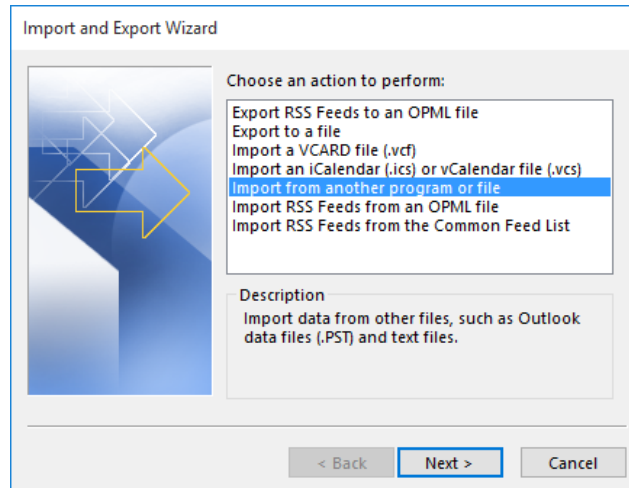 Import and Export Wizard
Choose an action to perform:
Export RSS Feeds to an OPML file
Export to a file
Import a VCARD file (.vcf)
Import an iCalendar (.ics) or vCalendar file (.vcs)
Import from another program or file
Import RSS Feeds from an OPML file
Import RSS Feeds from the Common Feed List
Description
Import data from other files, such as Outlook
data files (.PST) and text files.
< Back Next > Cancel